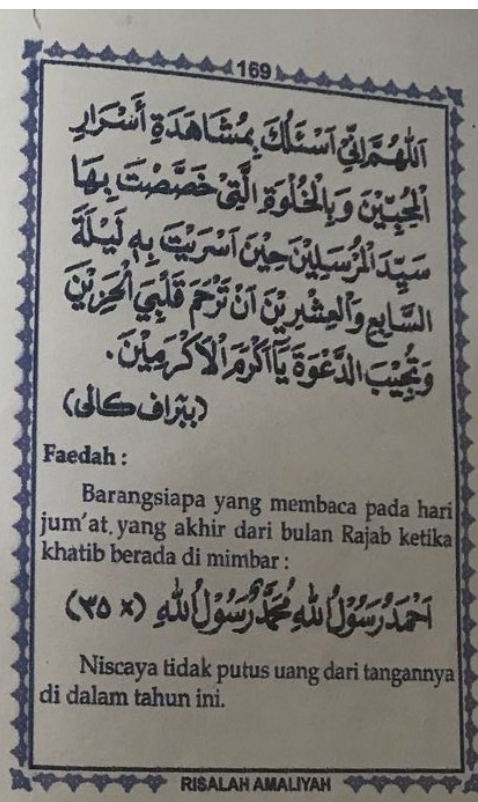 169
اَللّٰهُمَّ اِنِّيْ اَسْئَلُكَ بِمُشَاهَدَةِ أَسْرَارِ
الْمُحِبِّيْنَ وَبِالْخُلْوَةِ الَّتِيْ خَصَّصْتَ بِهَا
سَيِّدَ الْمُرْسَلِيْنَ حِيْنَ اَسْرَيْتَ بِهِ لَيْلَةَ
السَّابِعِ وَالْعِشْرِيْنَ اَنْ تَرْحَمَ قَلْبِيَ الْحَزِيْنَ
وَتُجِيْبَ الدَّعْوَةَ يَآ اَكْرَمَ الْاَكْرَمِيْنَ.
(ببراف كالى)
Faedah :
Barangsiapa yang membaca pada hari
jum'at yang akhir dari bulan Rajab ketika
khatib berada di mimbar :
اَحْمَدُ رَسُوْلُ اللهِ مُحَمَّدٌ رَسُوْلُ اللهِ (× ٣٥)
Niscaya tidak putus uang dari tangannya
di dalam tahun ini.
RISALAH AMALIYAH